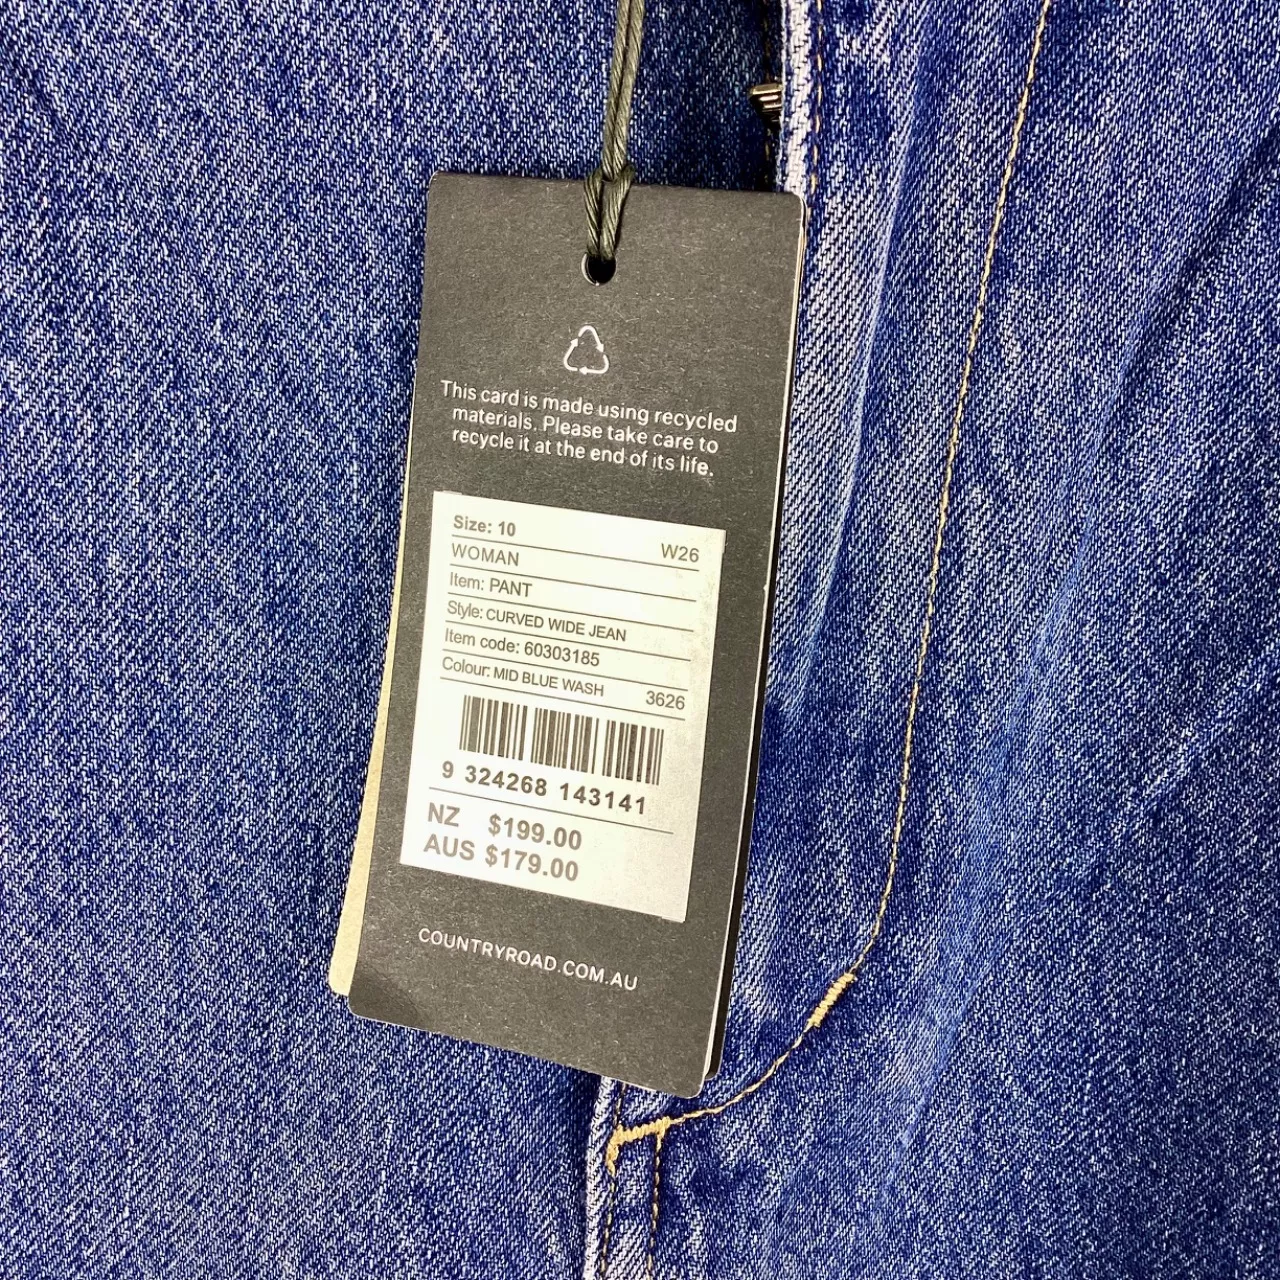 This card is made using recycled
materials. Please take care to
recycle it at the end of its life.
Size: 10 W26
WOMAN
Item: PANT
Style: CURVED WIDE JEAN
Item code: 60303185
Colour: MID BLUE WASH 3626
9 324268 143141
NZ $199.00
AUS $179.00
COUNTRYROAD.COM.AU